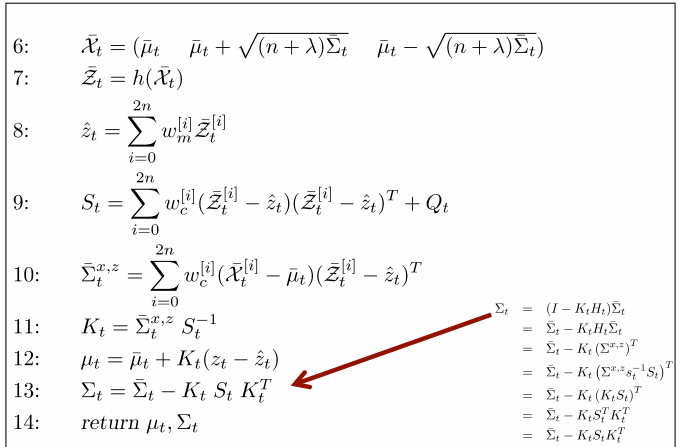 6: $\bar{\mathcal{X}}_t = (\bar{\mu}_t \quad \bar{\mu}_t + \sqrt{(n+\lambda)\bar{\Sigma}_t} \quad \bar{\mu}_t - \sqrt{(n+\lambda)\bar{\Sigma}_t})$
7: $\bar{\mathcal{Z}}_t = h(\bar{\mathcal{X}}_t)$
8: $\hat{z}_t = \sum_{i=0}^{2n} w_m^{[i]} \bar{\mathcal{Z}}_t^{[i]}$
9: $S_t = \sum_{i=0}^{2n} w_c^{[i]} (\bar{\mathcal{Z}}_t^{[i]} - \hat{z}_t)(\bar{\mathcal{Z}}_t^{[i]} - \hat{z}_t)^T + Q_t$
10: $\bar{\Sigma}_t^{x,z} = \sum_{i=0}^{2n} w_c^{[i]} (\bar{\mathcal{X}}_t^{[i]} - \bar{\mu}_t)(\bar{\mathcal{Z}}_t^{[i]} - \hat{z}_t)^T$
11: $K_t = \bar{\Sigma}_t^{x,z} \; S_t^{-1}$
12: $\mu_t = \bar{\mu}_t + K_t(z_t - \hat{z}_t)$
13: $\Sigma_t = \bar{\Sigma}_t - K_t \; S_t \; K_t^T$
14: return $\mu_t, \Sigma_t$
$\Sigma_t = (I - K_t H_t)\bar{\Sigma}_t$
$= \bar{\Sigma}_t - K_t H_t \bar{\Sigma}_t$
$= \bar{\Sigma}_t - K_t (\Sigma^{x,z})^T$
$= \bar{\Sigma}_t - K_t (\Sigma^{x,z} s_t^{-1} S_t)^T$
$= \bar{\Sigma}_t - K_t (K_t S_t)^T$
$= \bar{\Sigma}_t - K_t S_t^T K_t^T$
$= \bar{\Sigma}_t - K_t S_t K_t^T$